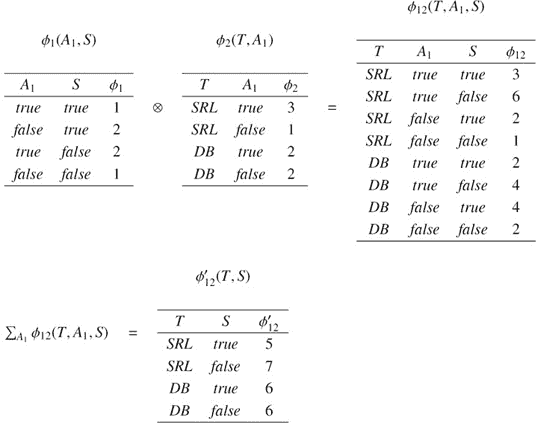 ϕ₁₂(T, A₁, S)
ϕ₁(A₁, S) ϕ₂(T, A₁)
A₁ S ϕ₁
true true 1
false true 2
true false 2
false false 1
⊗
T A₁ ϕ₂
SRL true 3
SRL false 1
DB true 2
DB false 2
=
T A₁ S ϕ₁₂
SRL true true 3
SRL true false 6
SRL false true 2
SRL false false 1
DB true true 2
DB true false 4
DB false true 4
DB false false 2
ϕ′₁₂(T, S)
∑A₁ ϕ₁₂(T, A₁, S) =
T S ϕ′₁₂
SRL true 5
SRL false 7
DB true 6
DB false 6